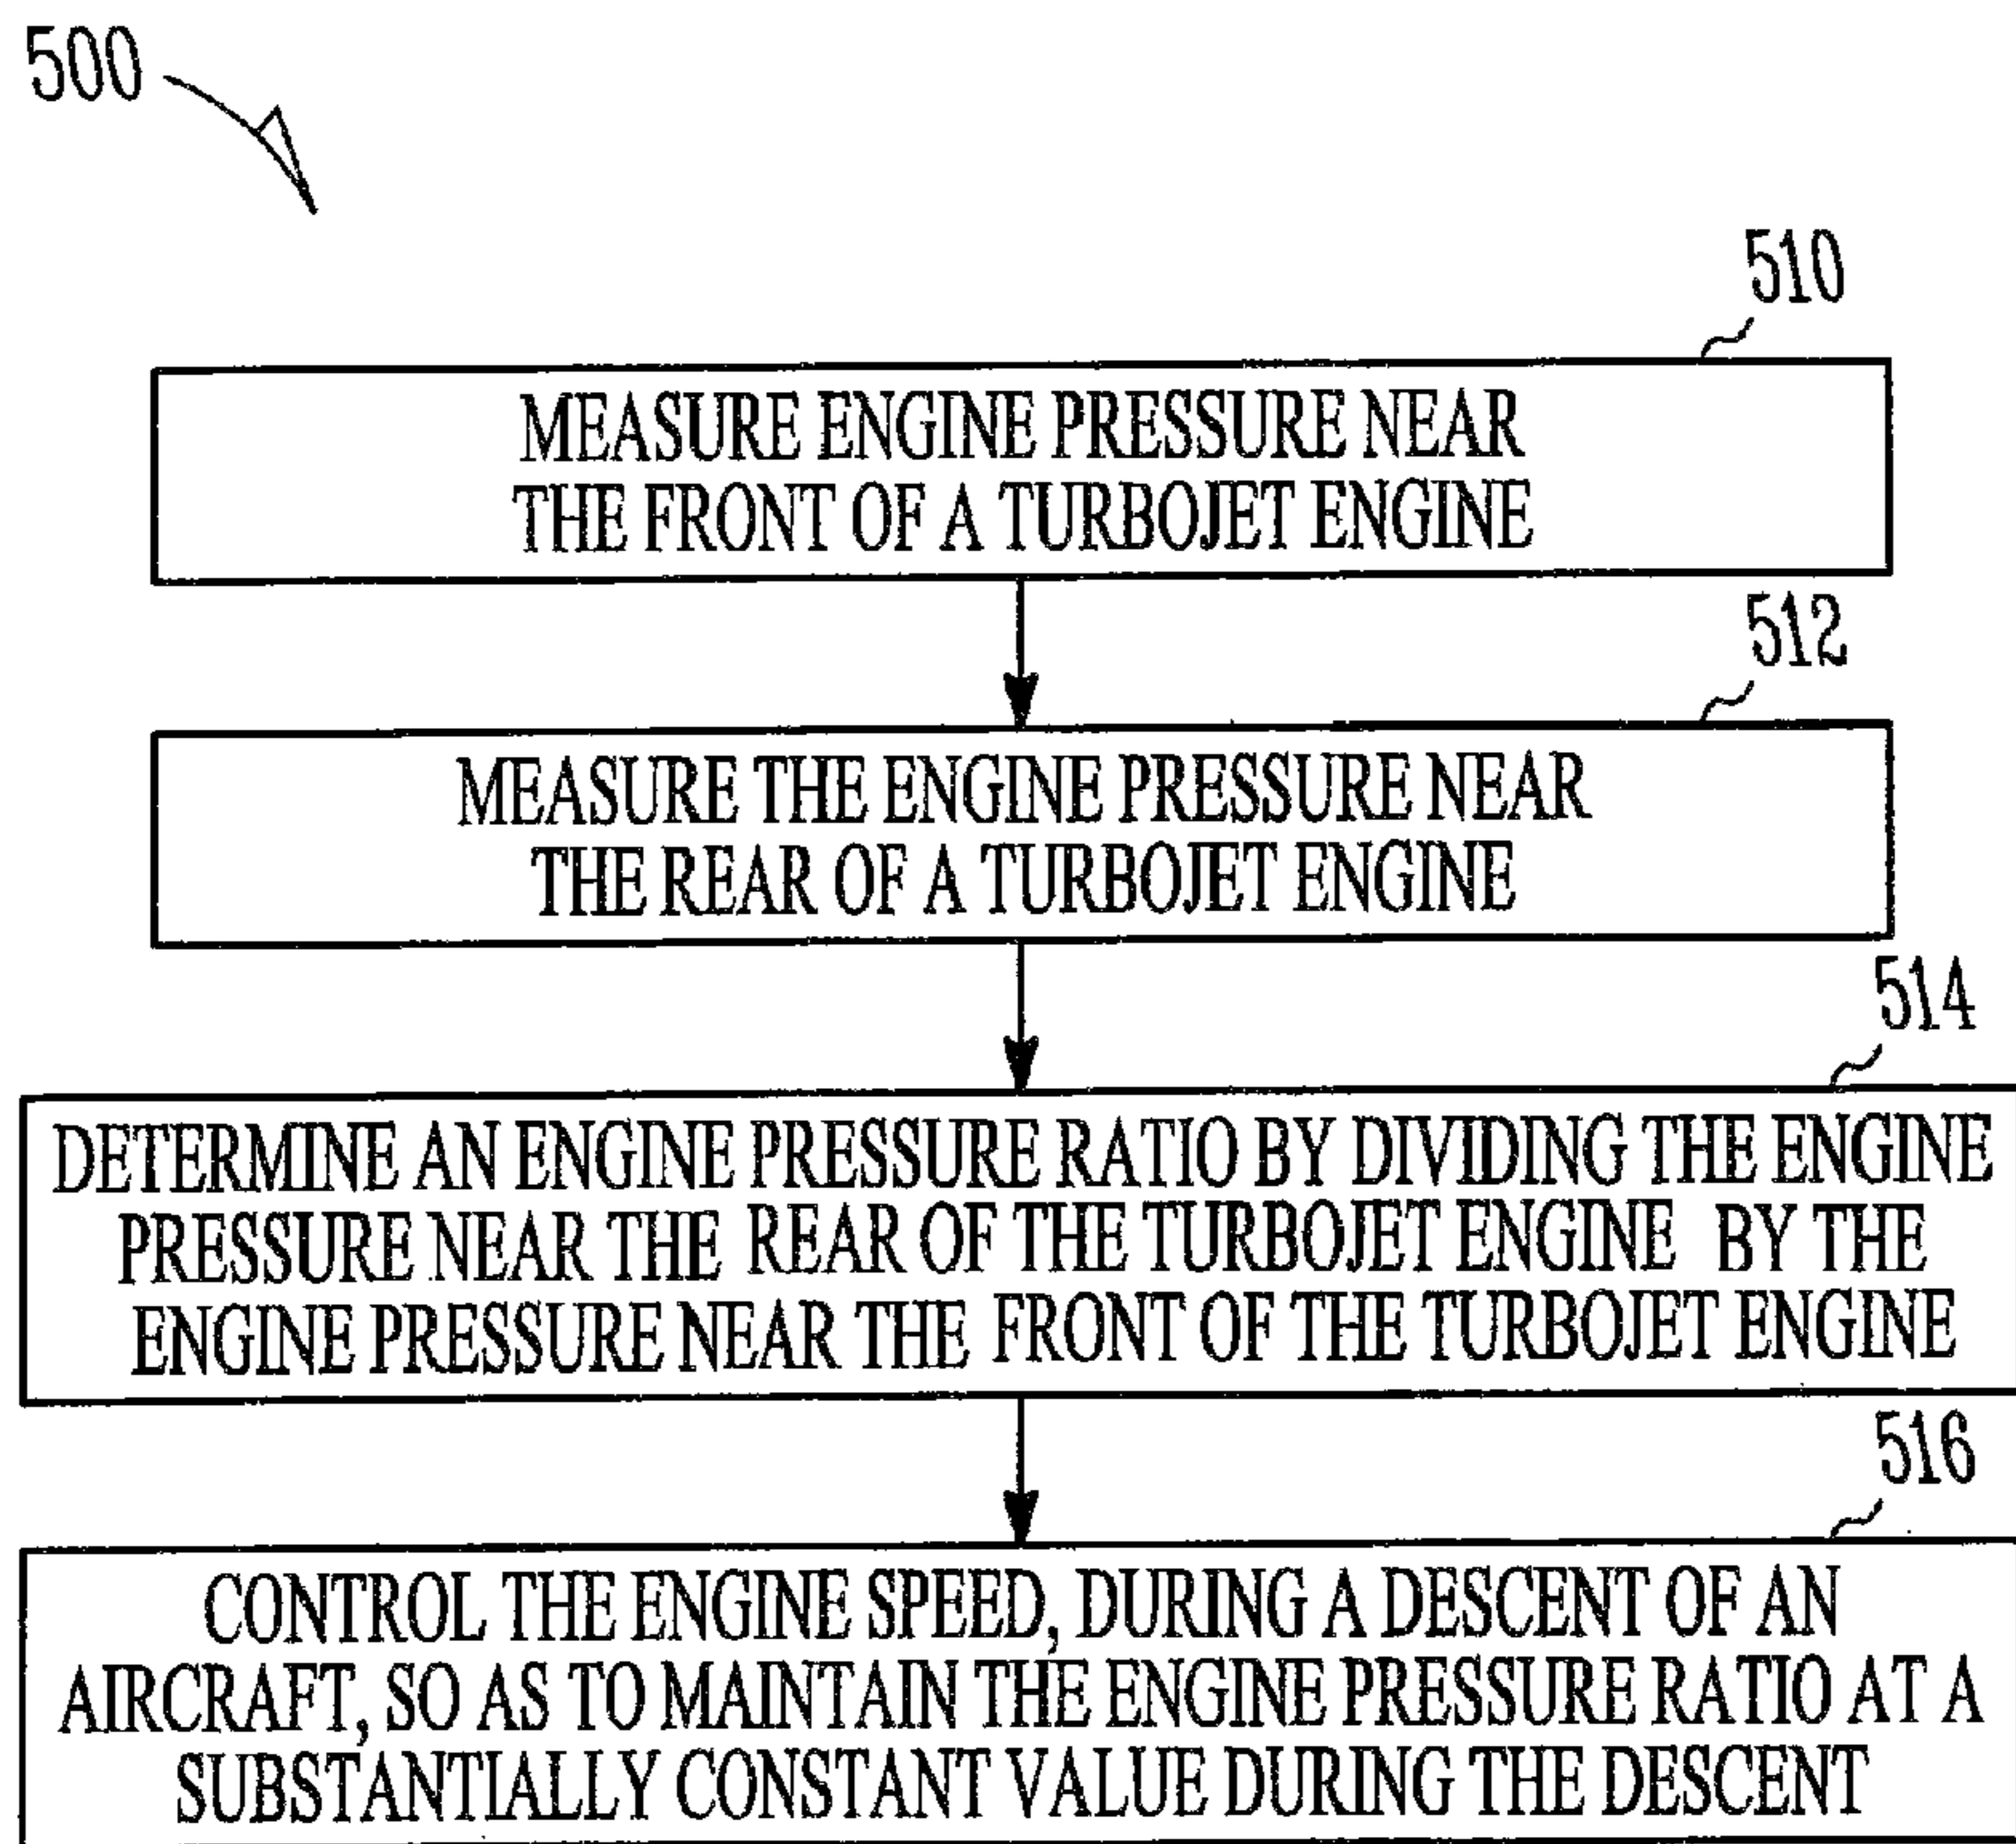 500
510
MEASURE ENGINE PRESSURE NEAR
THE FRONT OF A TURBOJET ENGINE
512
MEASURE THE ENGINE PRESSURE NEAR
THE REAR OF A TURBOJET ENGINE
514
DETERMINE AN ENGINE PRESSURE RATIO BY DIVIDING THE ENGINE
PRESSURE NEAR THE REAR OF THE TURBOJET ENGINE BY THE
ENGINE PRESSURE NEAR THE FRONT OF THE TURBOJET ENGINE
516
CONTROL THE ENGINE SPEED, DURING A DESCENT OF AN
AIRCRAFT, SO AS TO MAINTAIN THE ENGINE PRESSURE RATIO AT A
SUBSTANTIALLY CONSTANT VALUE DURING THE DESCENT